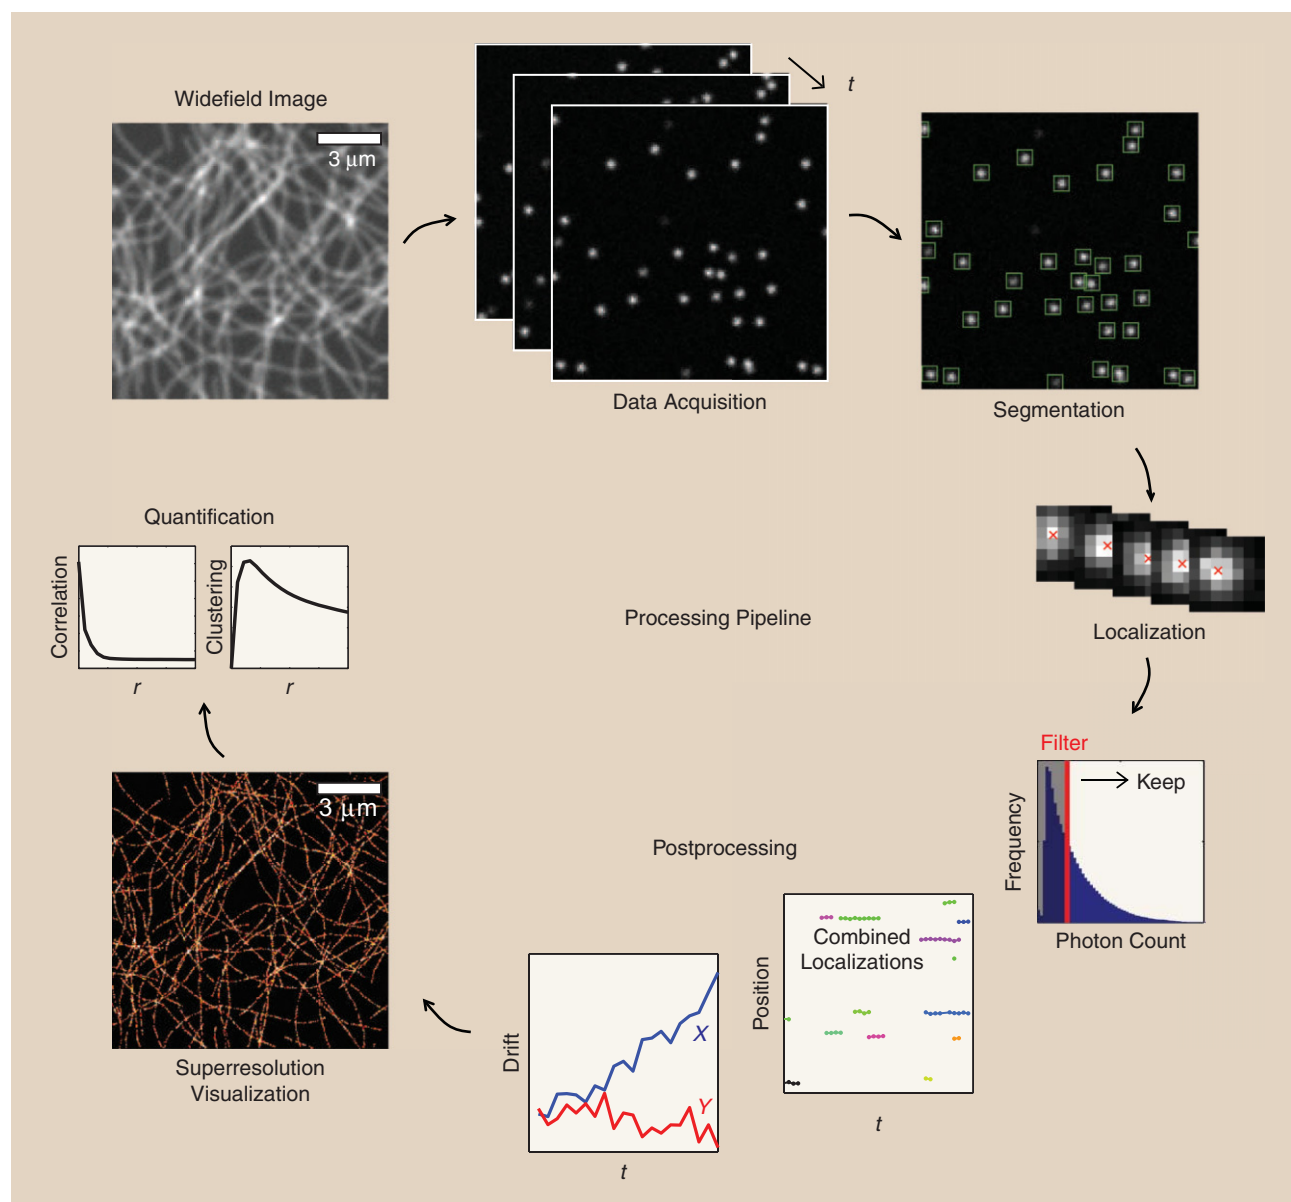 Widefield Image
3 μm
t
Data Acquisition
Segmentation
Localization
Filter
Keep
Frequency
Photon Count
Processing Pipeline
Postprocessing
Combined
Localizations
Position
t
Drift
X
Y
t
3 μm
Superresolution
Visualization
Quantification
Correlation
r
Clustering
r